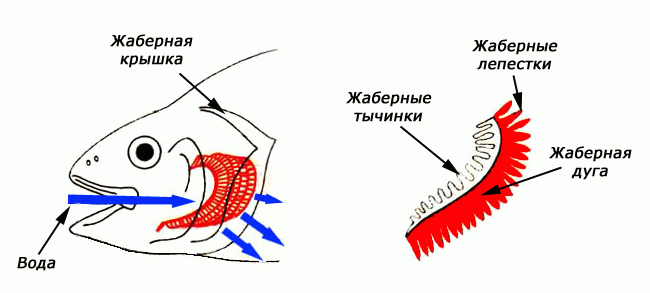 Жаберная
крышка
Вода
Жаберные
лепестки
Жаберные
тычинки
Жаберная
дуга